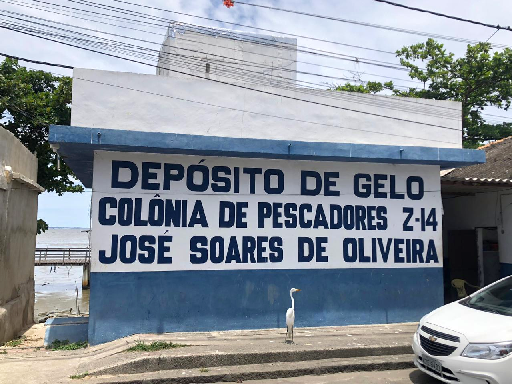 DEPÓSITO DE GELO
COLÔNIA DE PESCADORES Z-14
JOSÉ SOARES DE OLIVEIRA